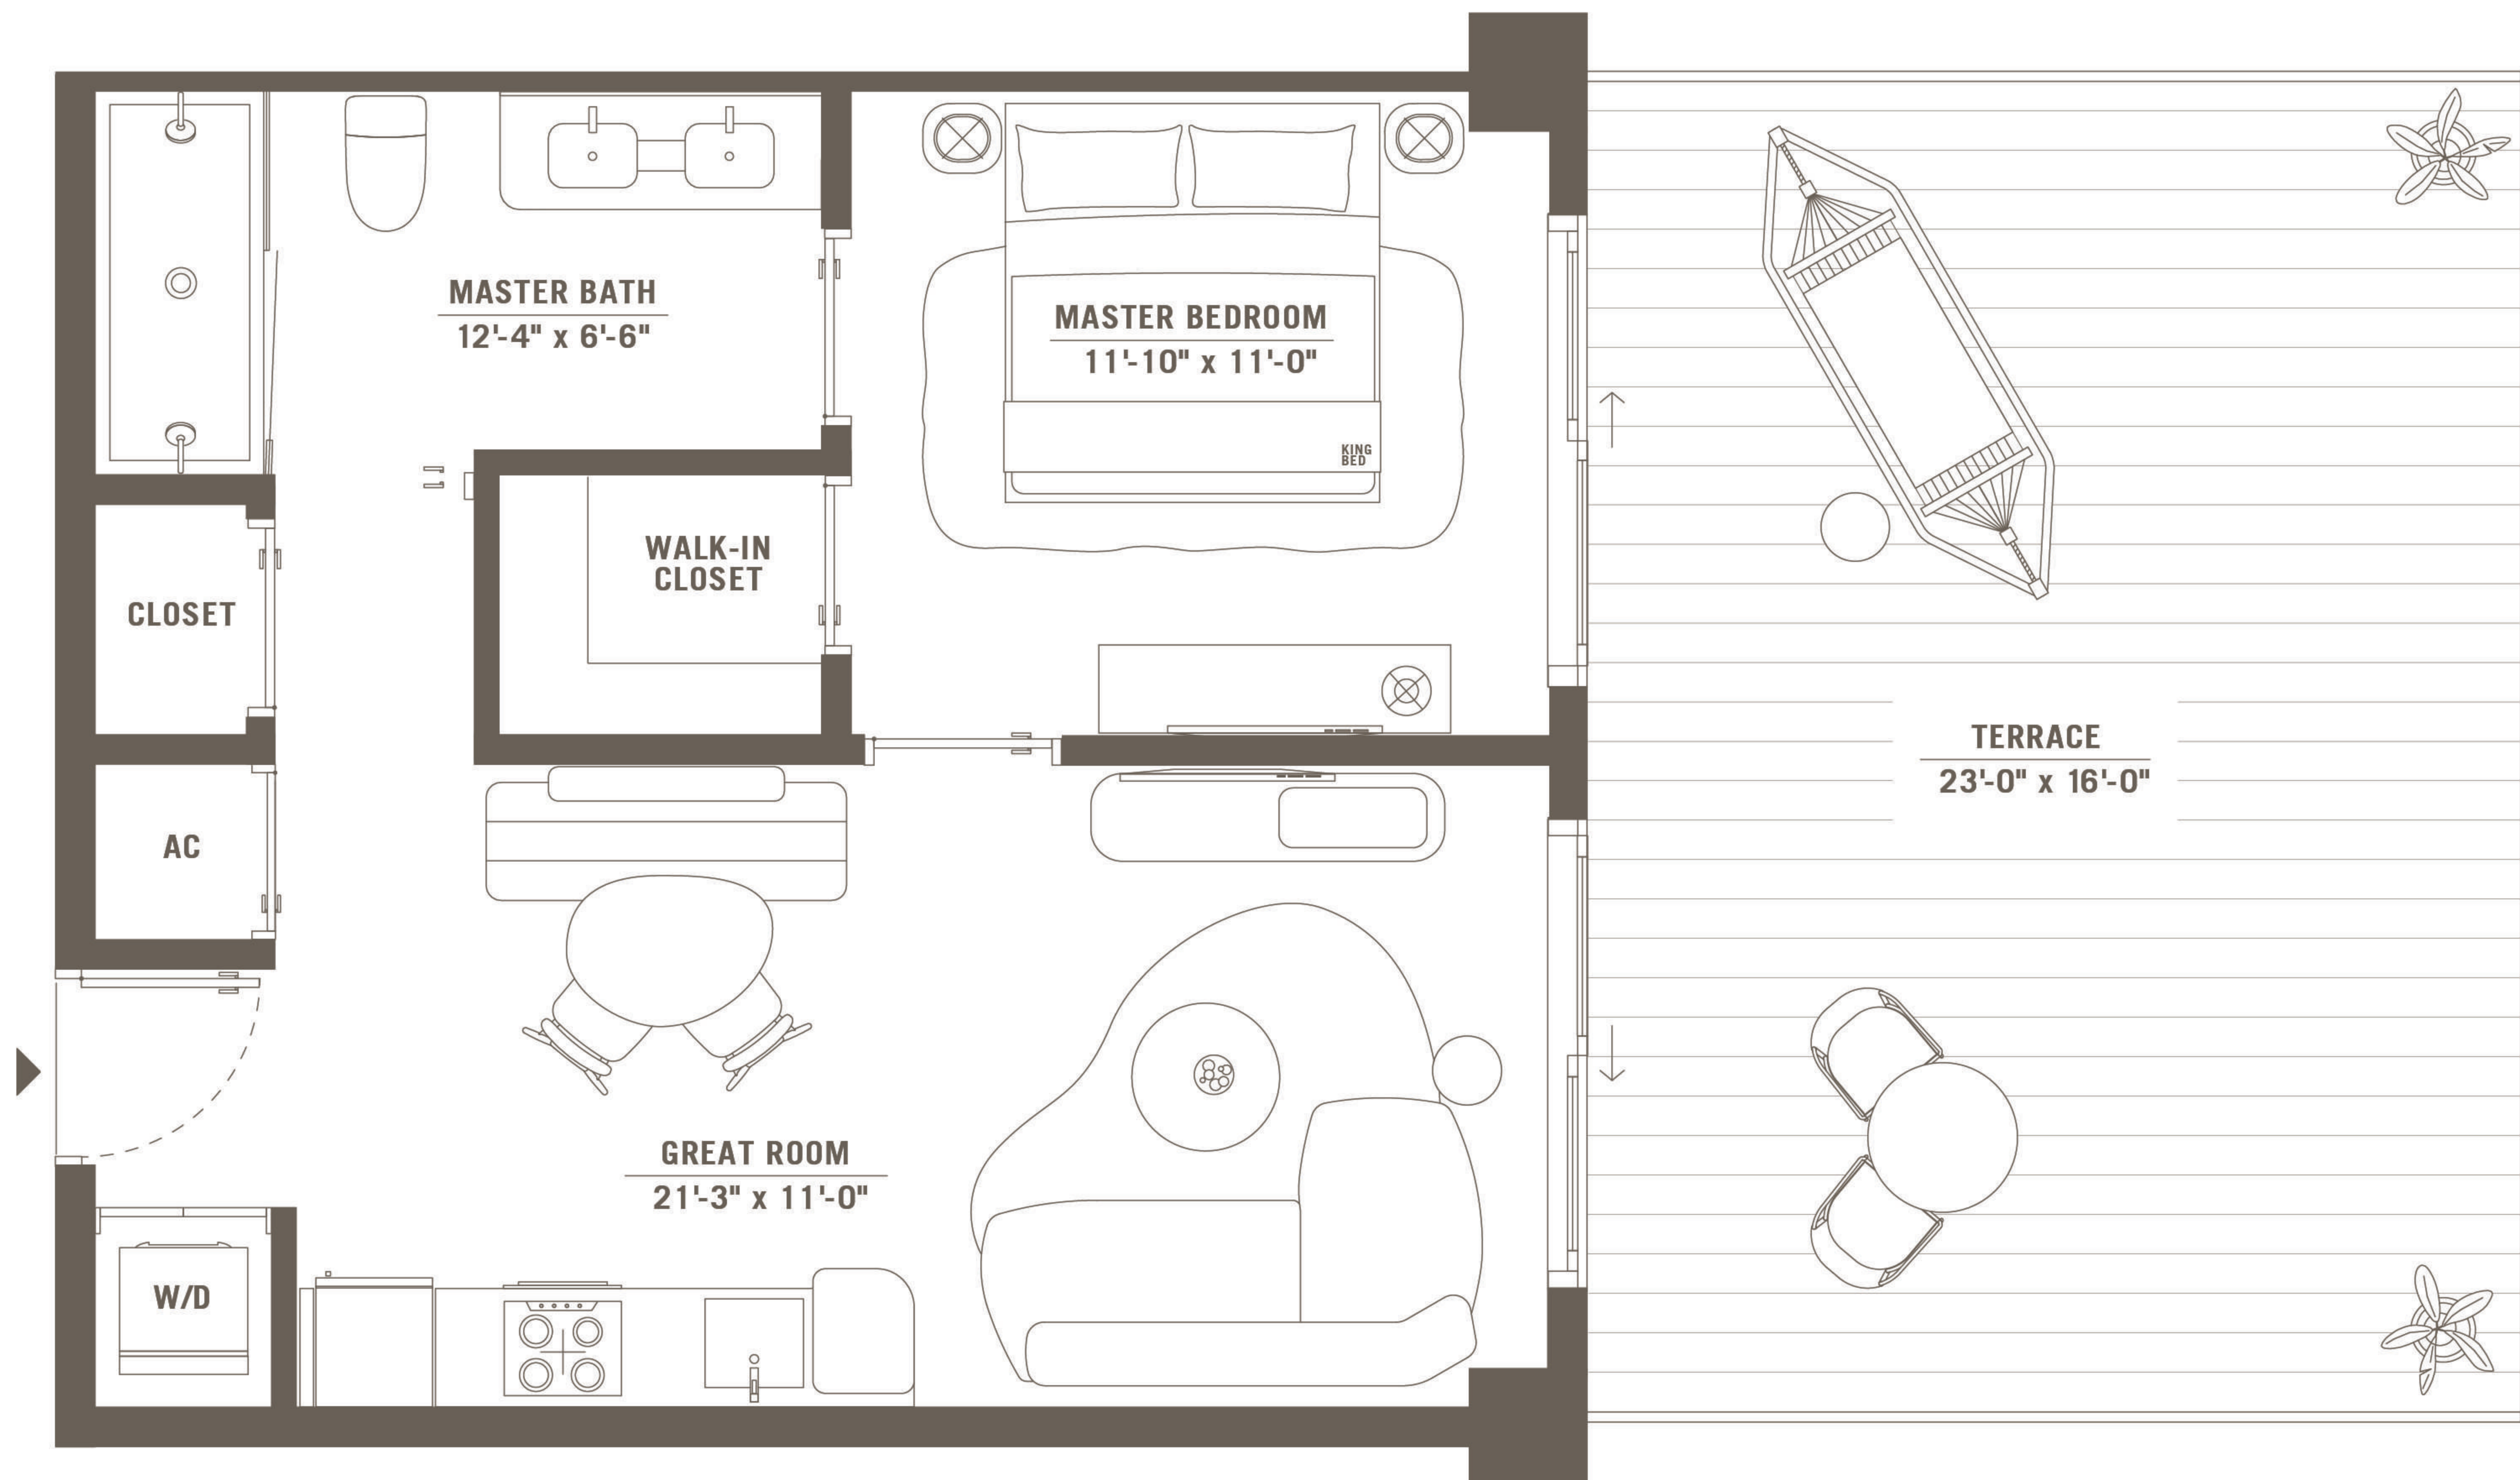 MASTER BATH
12'-4" x 6'-6"
MASTER BEDROOM
11'-10" x 11'-0"
KING
BED
WALK-IN
CLOSET
CLOSET
TERRACE
23'-0" x 16'-0"
AC
GREAT ROOM
21'-3" x 11'-0"
W/D